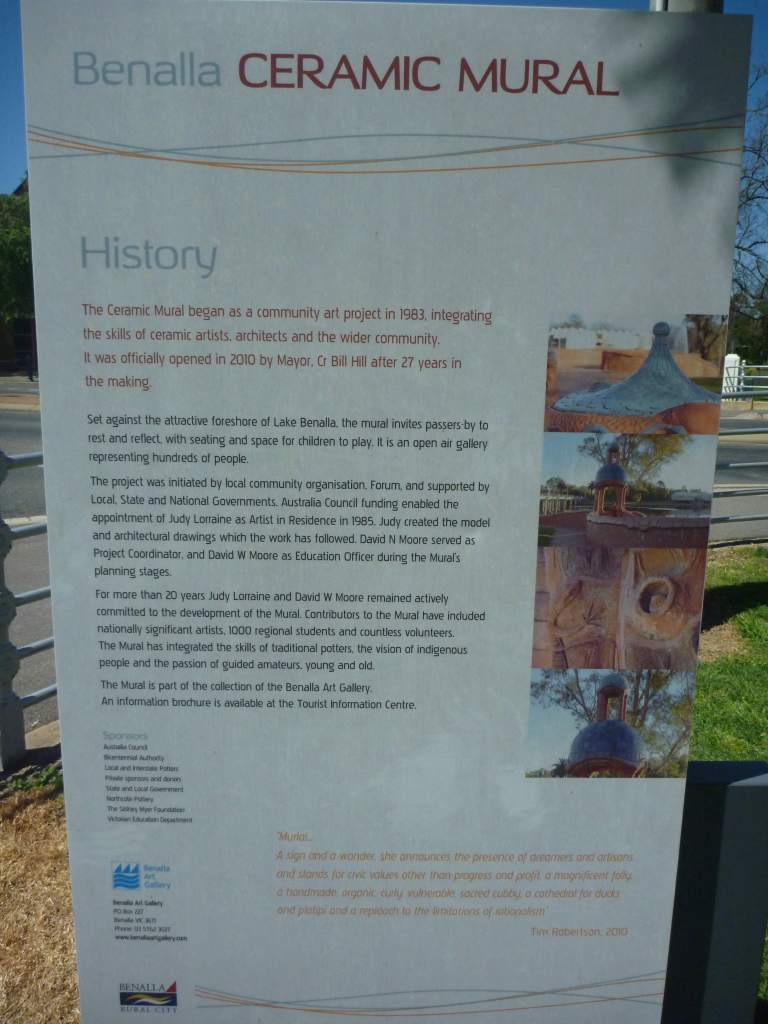 Benalla CERAMIC MURAL
History
The Ceramic Mural began as a community art project in 1983, integrating
the skills of ceramic artists, architects and the wider community.
It was officially opened in 2010 by Mayor, Cr Bill Hill after 27 years in
the making.
Set against the attractive foreshore of Lake Benalla, the mural invites passers-by to
rest and reflect, with seating and space for children to play. It is an open air gallery
representing hundreds of people.
The project was initiated by local community organisation, Forum, and supported by
Local, State and National Governments. Australia Council funding enabled the
appointment of Judy Lorraine as Artist in Residence in 1985. Judy created the model
and architectural drawings which the work has followed. David N Moore served as
Project Coordinator, and David W Moore as Education Officer during the Mural's
planning stages.
For more than 20 years Judy Lorraine and David W Moore remained actively
committed to the development of the Mural. Contributors to the Mural have included
nationally significant artists, 1000 regional students and countless volunteers.
The Mural has integrated the skills of traditional potters, the vision of indigenous
people and the passion of guided amateurs, young and old.
The Mural is part of the collection of the Benalla Art Gallery.
An information brochure is available at the Tourist Information Centre.
Sponsors
Australia Council
Bicentennial Authority
Local and Interstate Potters
Private sponsors and donors
State and Local Government
Northcote Pottery
The Sidney Myer Foundation
Victorian Education Department
"Mural...
A sign and a wonder, she announces the presence of dreamers and artisans
and stands for civic values other than progress and profit, a magnificent folly,
a handmade, organic, curly, vulnerable, sacred cubby, a cathedral for ducks
and platipi and a reproach to the limitations of rationalism"
Tim Robertson, 2010
Benalla
Art
Gallery
Benalla Art Gallery
PO Box 227
Benalla VIC 3671
Phone: 03 5762 3027
www.benallaartgallery.com
BENALLA
RURAL CITY